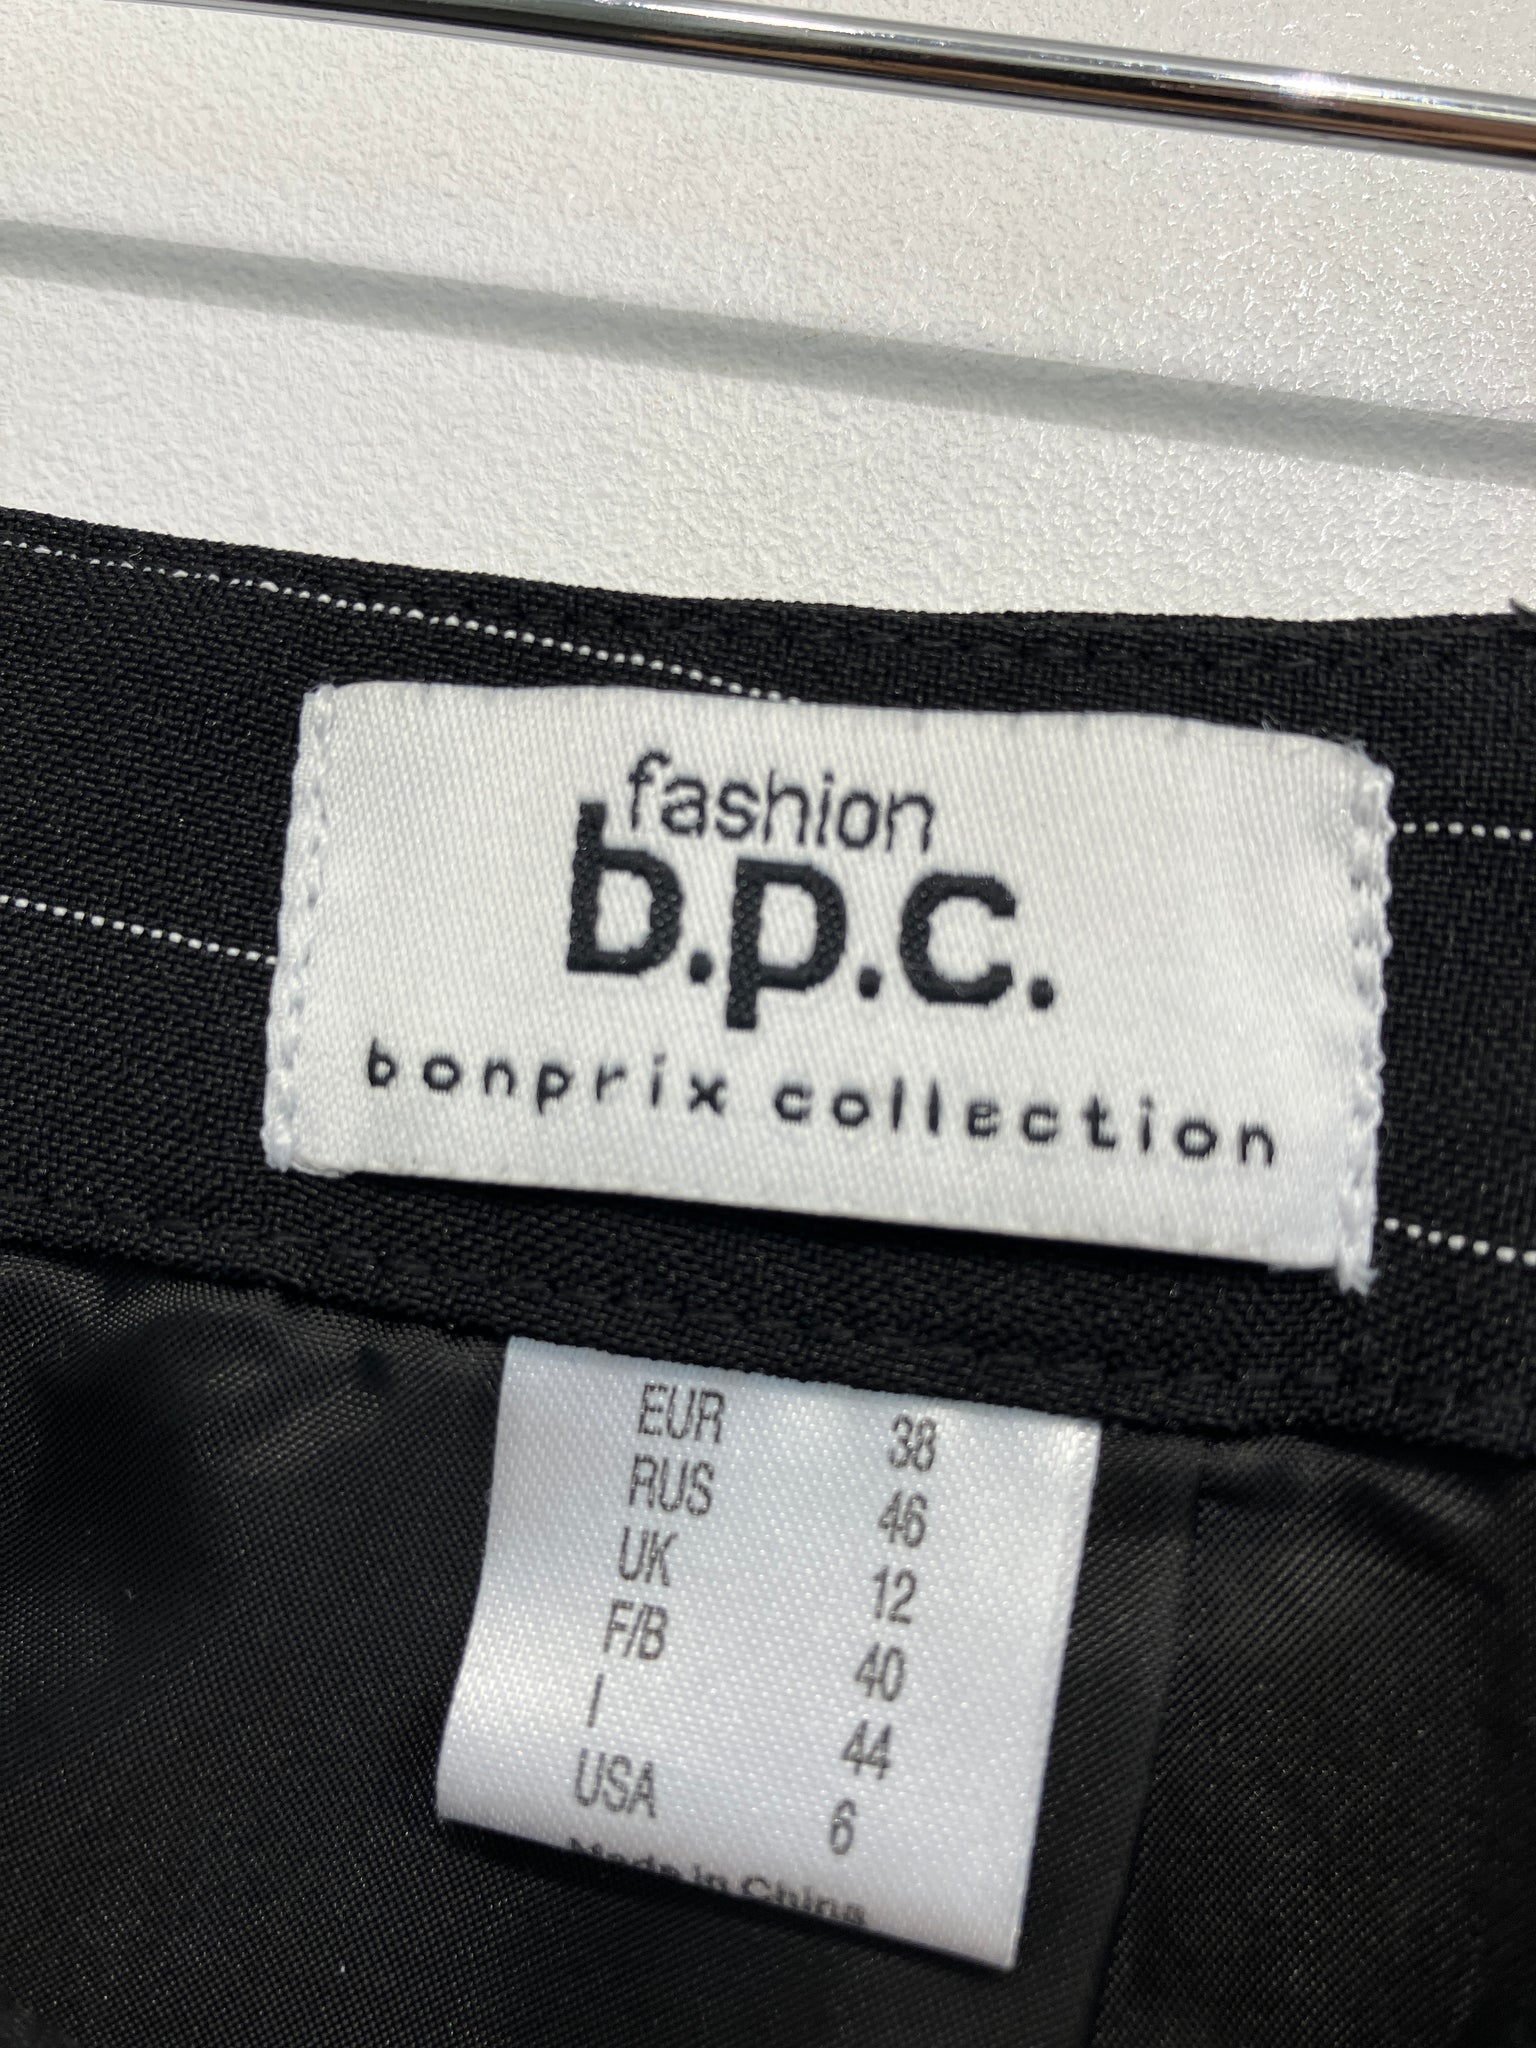 fashion
b.p.c.
bonprix collection
EUR 38
RUS 46
UK 12
F/B 40
I 44
USA 6
Made in China